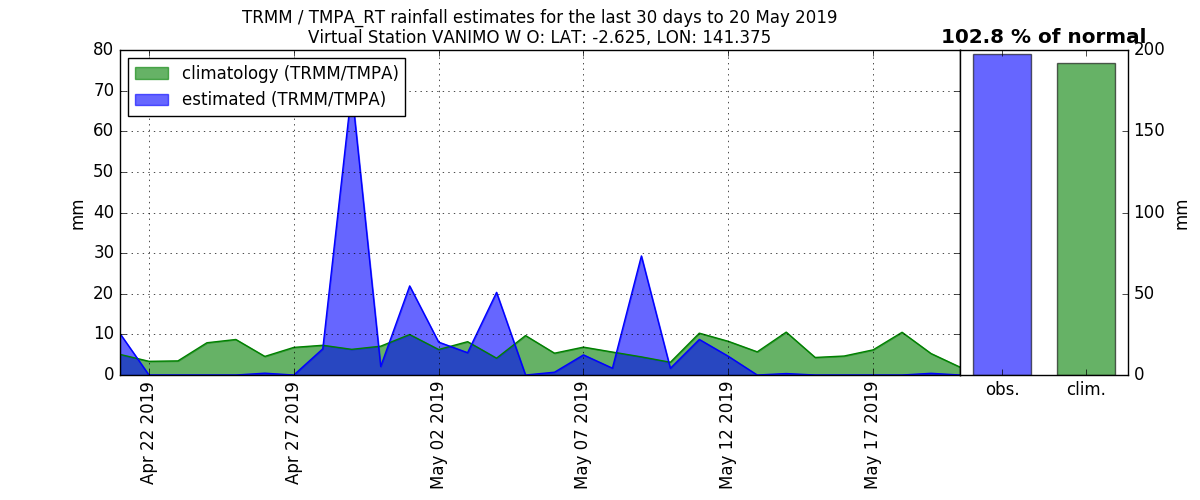 TRMM / TMPA_RT rainfall estimates for the last 30 days to 20 May 2019
Virtual Station VANIMO W O: LAT: -2.625, LON: 141.375
102.8 % of normal
climatology (TRMM/TMPA)
estimated (TRMM/TMPA)
80
70
60
50
40
30
20
10
0
mm
200
150
100
50
0
mm
Apr 22 2019
Apr 27 2019
May 02 2019
May 07 2019
May 12 2019
May 17 2019
obs.
clim.